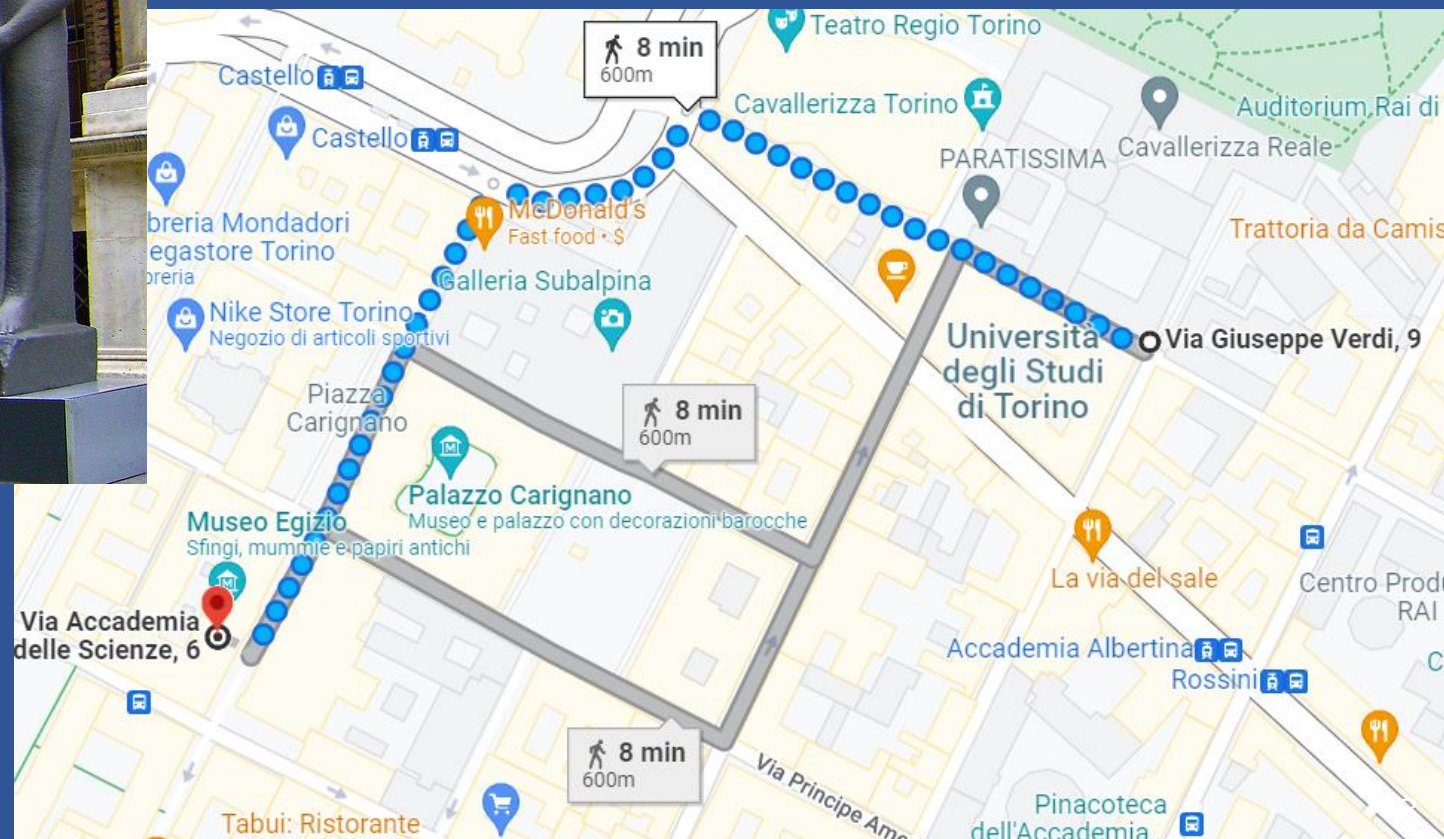 Teatro Regio Torino
8 min
600m
Castello
Cavallerizza Torino
Auditorium Rai di
Castello
PARATISSIMA
Cavallerizza Reale
breria Mondadori
egastore Torino
breria
McDonald's
Fast food • $
Trattoria da Camis
Galleria Subalpina
Nike Store Torino
Negozio di articoli sportivi
Università
degli Studi
di Torino
Via Giuseppe Verdi, 9
Piazza
Carignano
8 min
600m
Palazzo Carignano
Museo e palazzo con decorazioni barocche
Museo Egizio
Sfingi, mummie e papiri antichi
La via del sale
Centro Produ
RAI
Via Accademia
delle Scienze, 6
Accademia Albertina
Rossini
C
8 min
600m
Via Principe Ame
Pinacoteca
dell'Accademia
Tabui: Ristorante